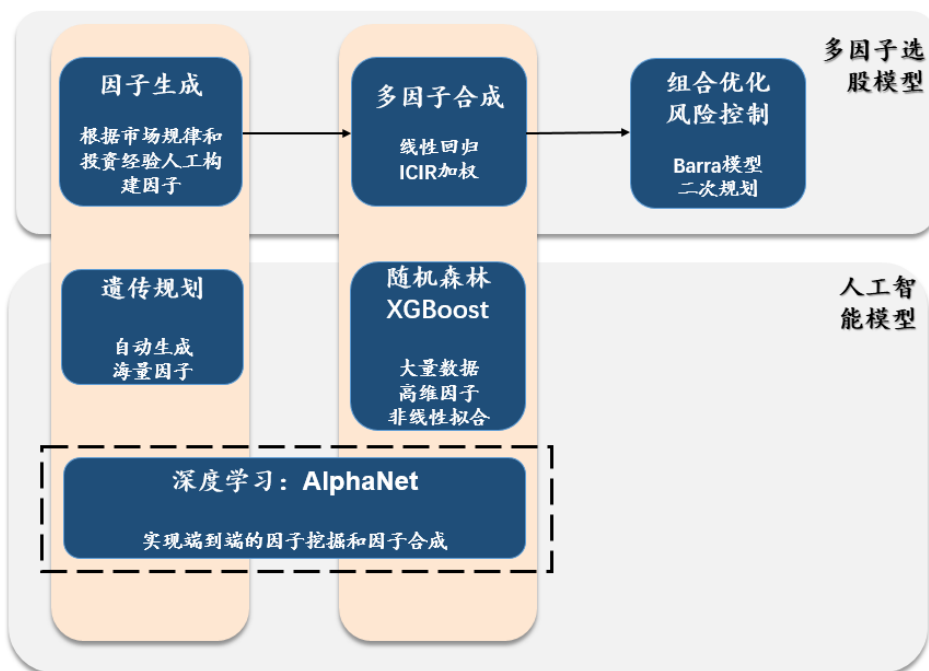 多因子选
股模型
因子生成
根据市场规律和
投资经验人工构
建因子
多因子合成
线性回归
ICIR加权
组合优化
风险控制
Barra模型
二次规划
人工智
能模型
遗传规划
自动生成
海量因子
随机森林
XGBoost
大量数据
高维因子
非线性拟合
深度学习：AlphaNet
实现端到端的因子挖掘和因子合成